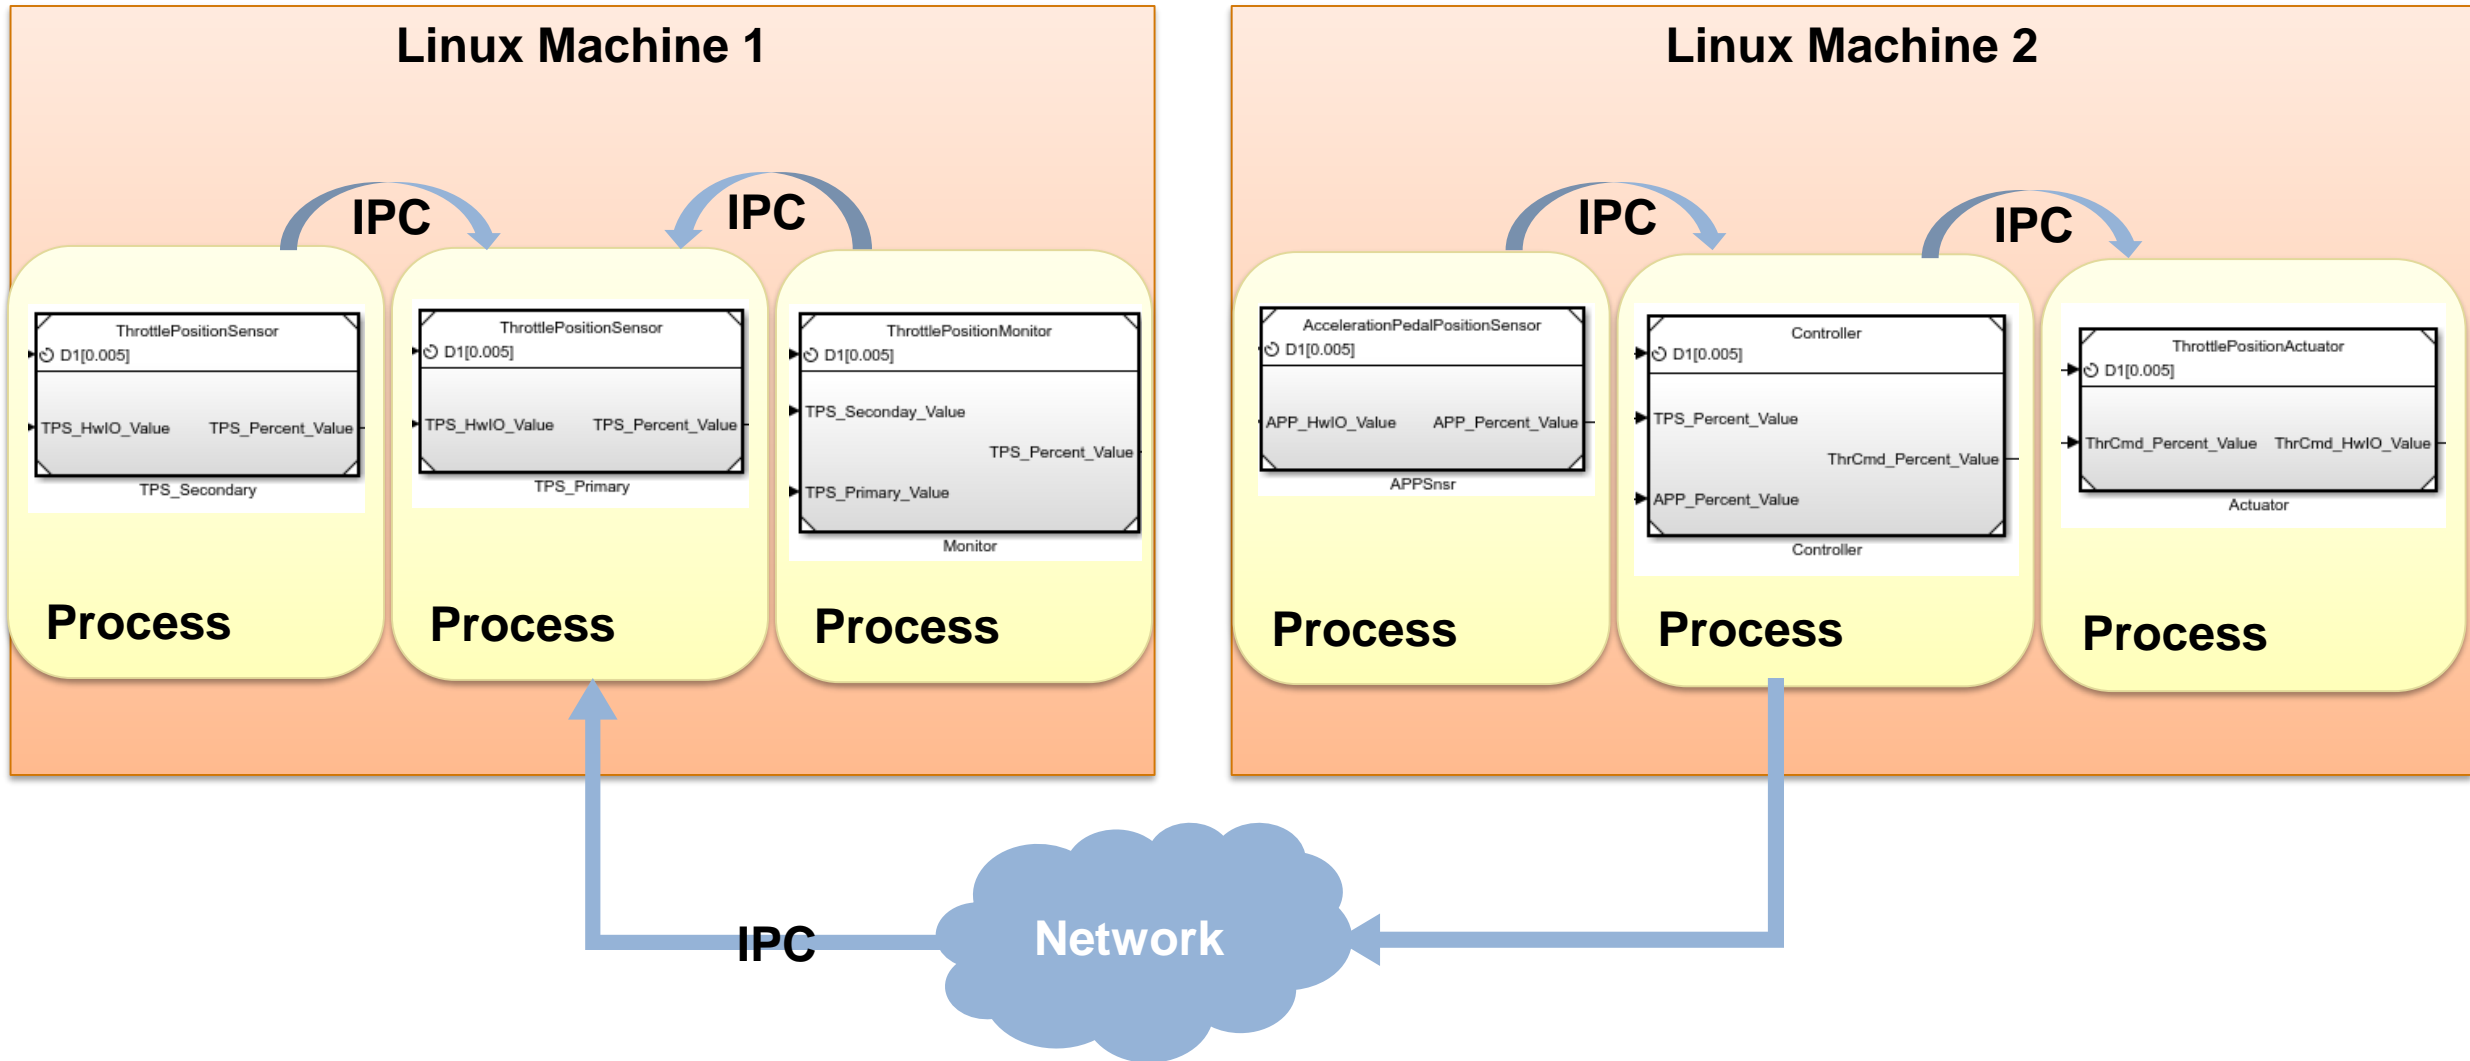 Linux Machine 1
IPC
IPC
ThrottlePositionSensor
D1[0.005]
TPS_HwIO_Value TPS_Percent_Value
TPS_Secondary
Process
ThrottlePositionSensor
D1[0.005]
TPS_HwIO_Value TPS_Percent_Value
TPS_Primary
Process
ThrottlePositionMonitor
D1[0.005]
TPS_Seconday_Value
TPS_Percent_Value
TPS_Primary_Value
Monitor
Process
Linux Machine 2
IPC
IPC
AccelerationPedalPositionSensor
D1[0.005]
APP_HwIO_Value APP_Percent_Value
APPSnsr
Process
Controller
D1[0.005]
TPS_Percent_Value
ThrCmd_Percent_Value
APP_Percent_Value
Controller
Process
ThrottlePositionActuator
D1[0.005]
ThrCmd_Percent_Value ThrCmd_HwIO_Value
Actuator
Process
IPC
Network